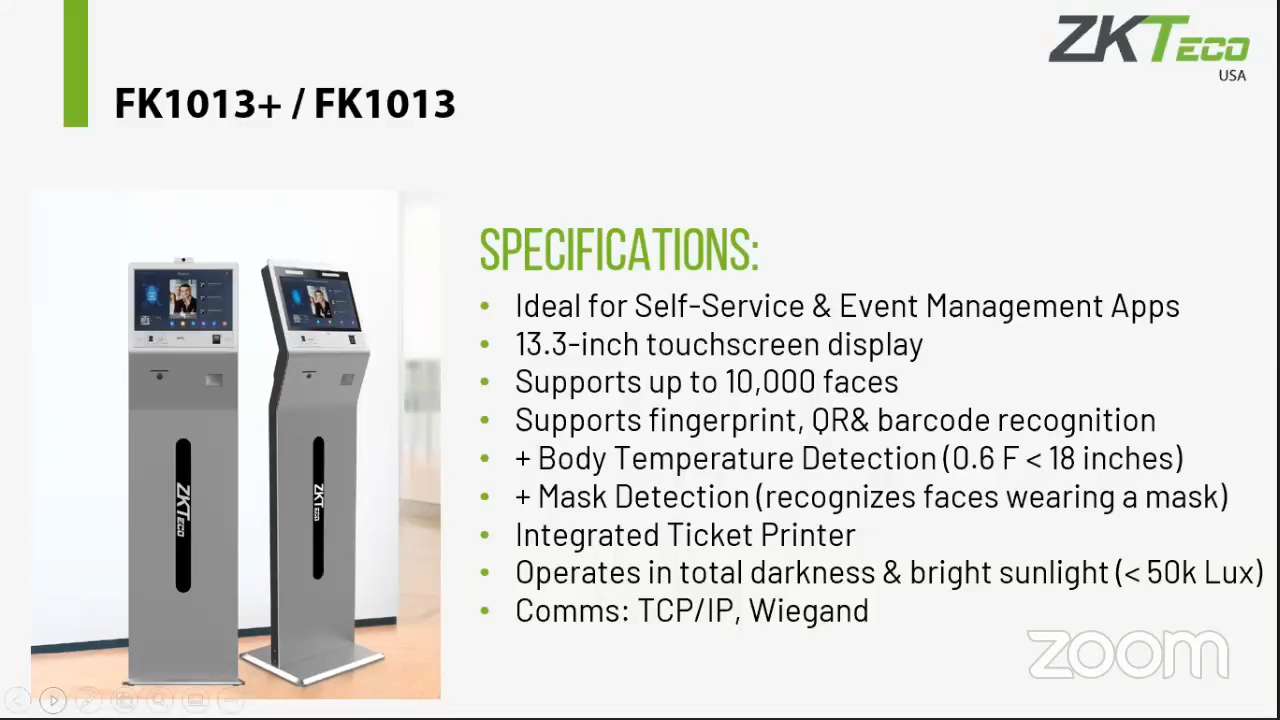 ZKTECO
USA
FK1013+ / FK1013
SPECIFICATIONS:
• Ideal for Self-Service & Event Management Apps
• 13.3-inch touchscreen display
• Supports up to 10,000 faces
• Supports fingerprint, QR& barcode recognition
• + Body Temperature Detection (0.6 F < 18 inches)
• + Mask Detection (recognizes faces wearing a mask)
• Integrated Ticket Printer
• Operates in total darkness & bright sunlight (< 50k Lux)
• Comms: TCP/IP, Wiegand
ZKTECO
ZKTECO
zoom